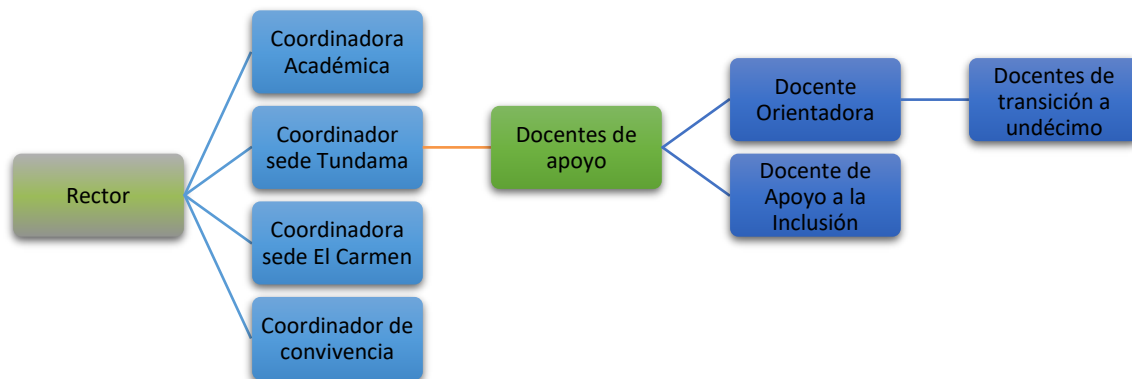 Rector
Coordinadora
Académica
Coordinador
sede Tundama
Coordinadora
sede El Carmen
Coordinador de
convivencia
Docentes de
apoyo
Docente
Orientadora
Docente de
Apoyo a la
Inclusión
Docentes de
transición a
undécimo